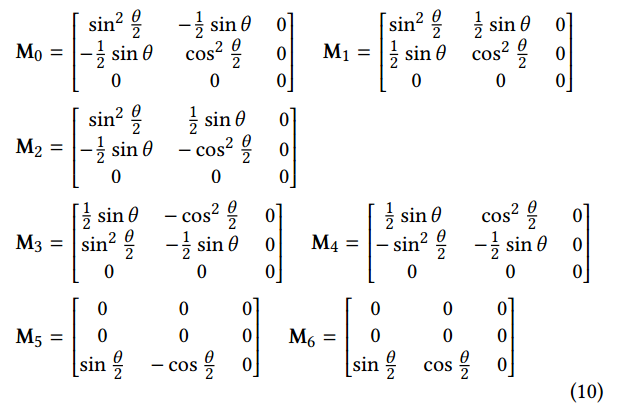 M₀ = [ sin² θ/2  −½ sin θ  0 ; −½ sin θ  cos² θ/2  0 ; 0  0  0 ]  M₁ = [ sin² θ/2  ½ sin θ  0 ; ½ sin θ  cos² θ/2  0 ; 0  0  0 ]
M₂ = [ sin² θ/2  ½ sin θ  0 ; −½ sin θ  − cos² θ/2  0 ; 0  0  0 ]
M₃ = [ ½ sin θ  − cos² θ/2  0 ; sin² θ/2  −½ sin θ  0 ; 0  0  0 ]  M₄ = [ ½ sin θ  cos² θ/2  0 ; − sin² θ/2  −½ sin θ  0 ; 0  0  0 ]
M₅ = [ 0  0  0 ; 0  0  0 ; sin θ/2  − cos θ/2  0 ]  M₆ = [ 0  0  0 ; 0  0  0 ; sin θ/2  cos θ/2  0 ]
(10)